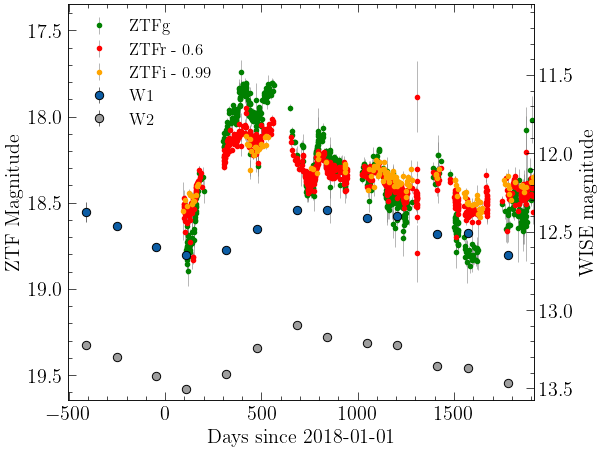 ZTFg
ZTFr - 0.6
ZTFi - 0.99
W1
W2
17.5
18.0
18.5
19.0
19.5
ZTF Magnitude
11.5
12.0
12.5
13.0
13.5
WISE magnitude
−500 0 500 1000 1500
Days since 2018-01-01